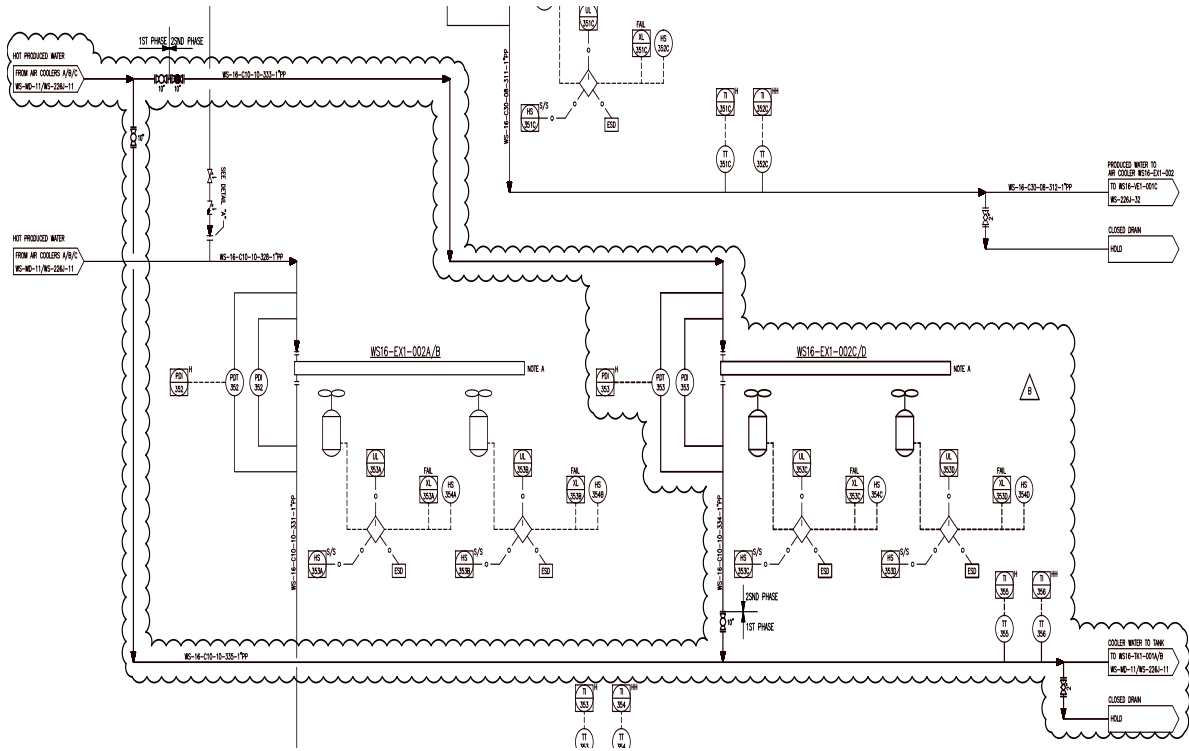 UL
351C
FAIL
XL
351C
HS
352C
HS
351C
S/S
ESD
WS-16-C30-08-311-1"PP
1ST PHASE
2SND PHASE
HOT PRODUCED WATER
FROM AIR COOLERS A/B/C
WS-MD-11/WS-226J-11
10"
10"
WS-16-C10-10-333-1"PP
10"
TI
351C
H
TI
352C
HH
TT
351C
TT
352C
WS-16-C30-08-312-1"PP
PRODUCED WATER TO
AIR COOLER WS16-EX1-002
TO WS16-VE1-001C
WS-226J-32
2"
CLOSED DRAIN
HOLD
1"
1"
SEE DETAIL "A"
HOT PRODUCED WATER
FROM AIR COOLERS A/B/C
WS-MD-11/WS-226J-11
WS-16-C10-10-328-1"PP
WS16-EX1-002A/B
NOTE A
PDI
352
H
PDT
352
PDI
352
UL
353A
FAIL
XL
353A
HS
354A
HS
353A
S/S
ESD
UL
353B
FAIL
XL
353B
HS
354B
HS
353B
S/S
ESD
WS-16-C10-10-331-1"PP
WS16-EX1-002C/D
NOTE A
B
PDI
353
H
PDT
353
PDI
353
UL
353C
FAIL
XL
353C
HS
354C
HS
353C
S/S
ESD
UL
353D
FAIL
XL
353D
HS
354D
HS
353D
S/S
ESD
WS-16-C10-10-334-1"PP
2SND PHASE
1ST PHASE
10"
TI
355
H
TI
356
HH
TT
355
TT
356
WS-16-C10-10-335-1"PP
COOLER WATER TO TANK
TO WS16-TK1-001A/B
WS-MD-11/WS-226J-11
2"
CLOSED DRAIN
HOLD
TI
353
H
TI
354
HH
TT
353
TT
354